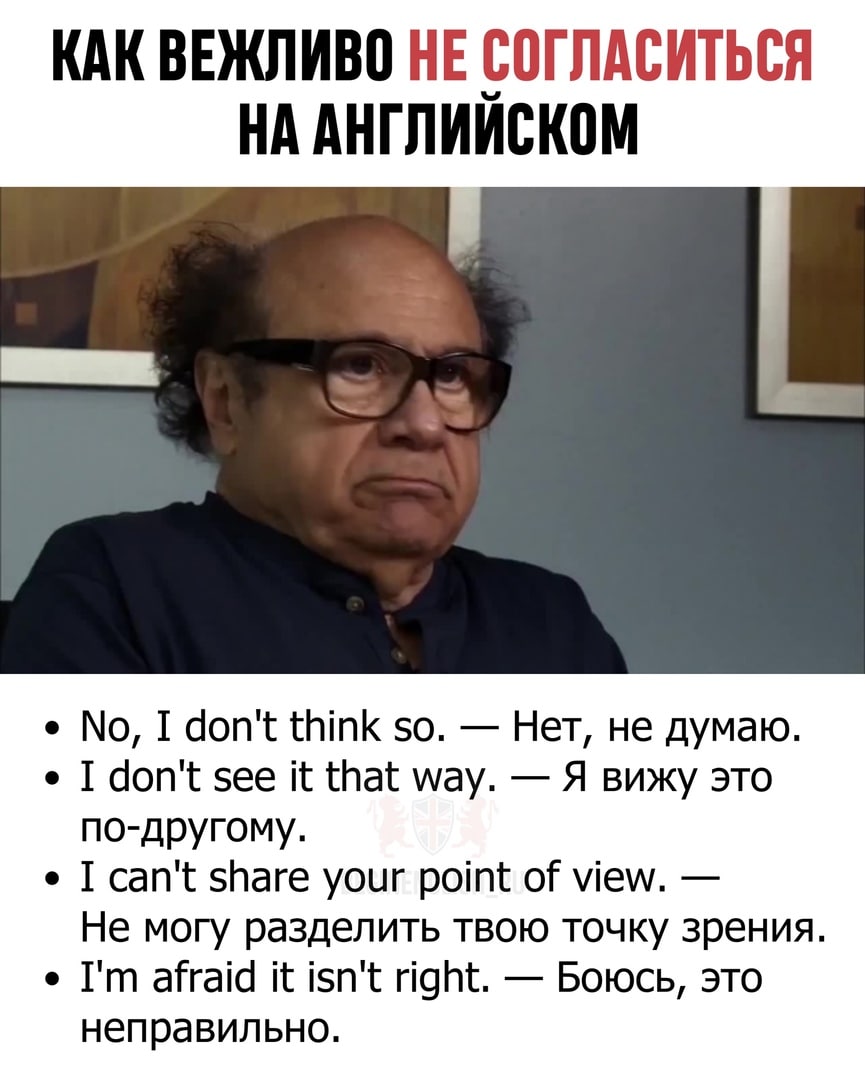 КАК ВЕЖЛИВО НЕ СОГЛАСИТЬСЯ
НА АНГЛИЙСКОМ
• No, I don't think so. — Нет, не думаю.
• I don't see it that way. — Я вижу это
по-другому.
• I can't share your point of view. —
Не могу разделить твою точку зрения.
• I'm afraid it isn't right. — Боюсь, это
неправильно.